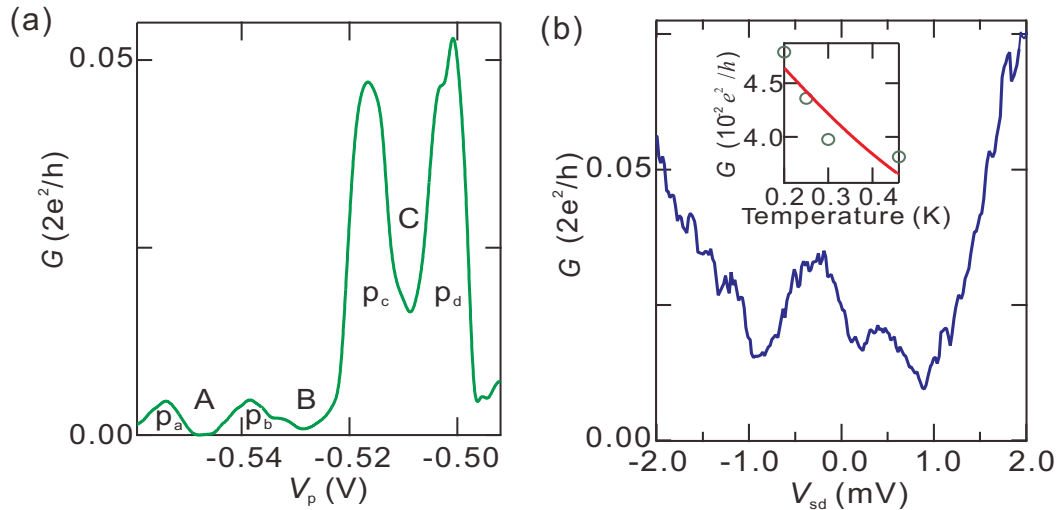 (a)
0.05
G (2e²/h)
C
p_c
p_d
A
B
p_a
p_b
0.00
-0.54
-0.52
-0.50
V_p (V)
(b)
G (10⁻² e²/h)
4.5
4.0
0.2
0.3
0.4
Temperature (K)
0.05
G (2e²/h)
0.00
-2.0
-1.0
0.0
1.0
2.0
V_sd (mV)